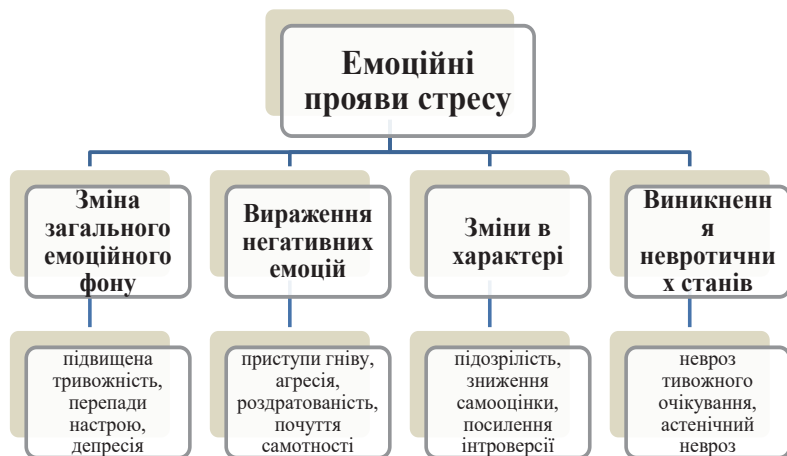 Емоційні
прояви стресу
Зміна
загального
емоційного
фону
Вираження
негативних
емоцій
Зміни в
характері
Виникненн
я
невротични
х станів
підвищена
тривожність,
перепади
настрою,
депресія
приступи гніву,
агресія,
роздратованість,
почуття
самотності
підозрілість,
зниження
самооцінки,
посилення
інтроверсії
невроз
тивожного
очікування,
астенічний
невроз